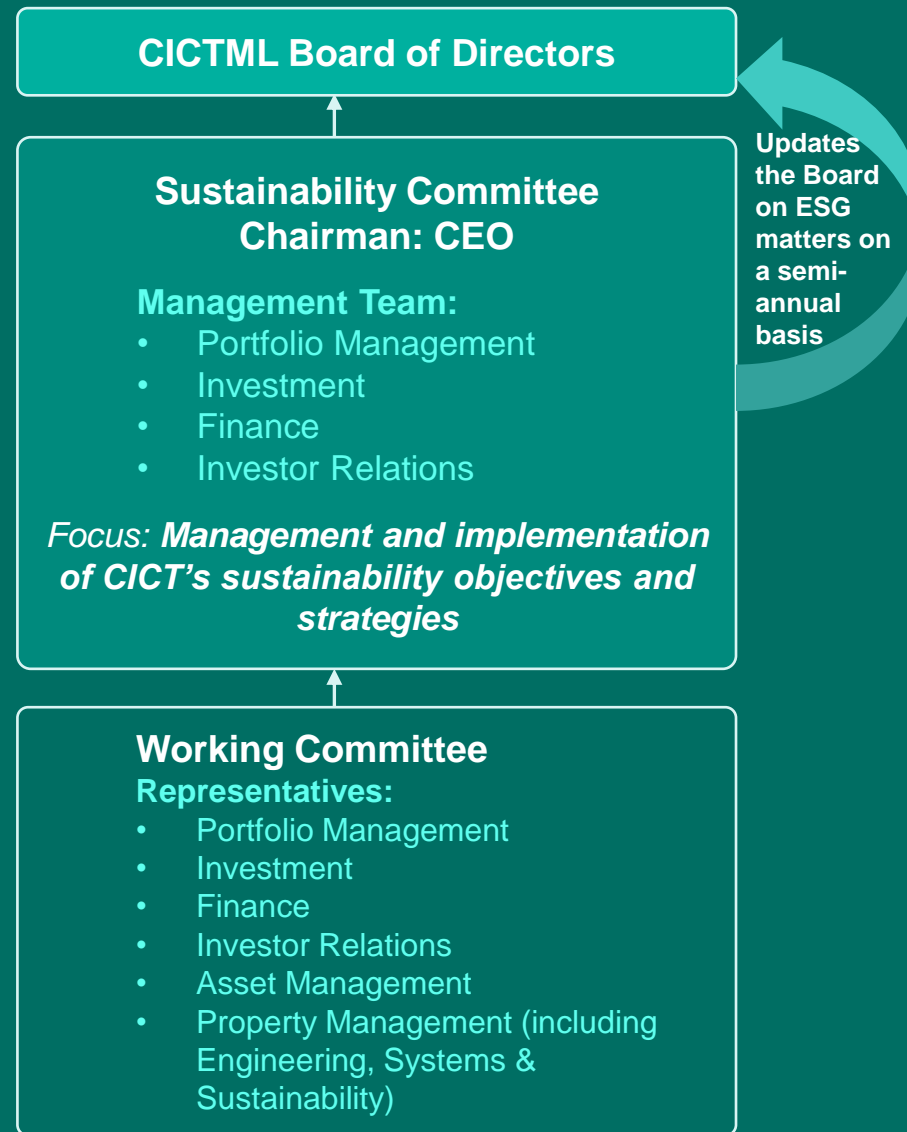 CICTML Board of Directors
Updates
the Board
on ESG
matters on
a semi-
annual
basis
Sustainability Committee
Chairman: CEO
Management Team:
• Portfolio Management
• Investment
• Finance
• Investor Relations
Focus: Management and implementation
of CICT’s sustainability objectives and
strategies
Working Committee
Representatives:
• Portfolio Management
• Investment
• Finance
• Investor Relations
• Asset Management
• Property Management (including
Engineering, Systems &
Sustainability)